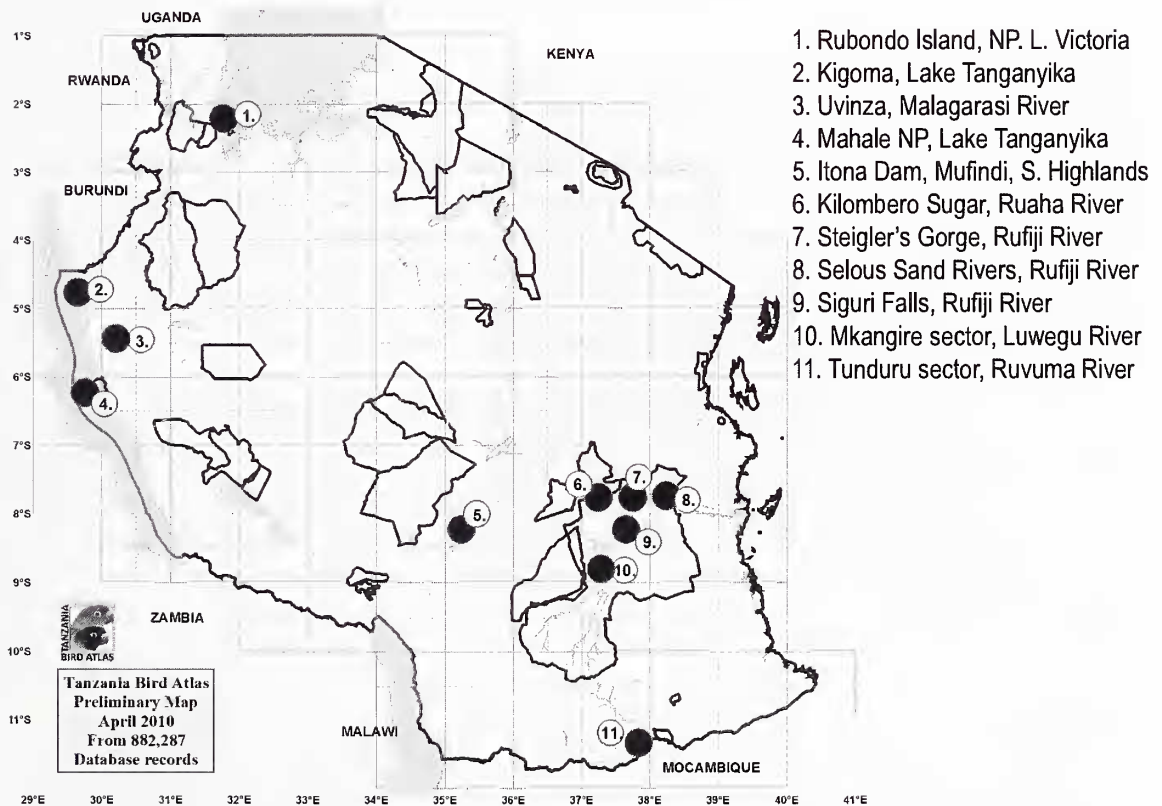 UGANDA
KENYA
RWANDA
BURUNDI
ZAMBIA
MALAWI
MOCAMBIQUE
1°S
2°S
3°S
4°S
5°S
6°S
7°S
8°S
9°S
10°S
11°S
1.
2.
3.
4.
5.
6.
7.
8.
9.
10.
11.
TANZANIA
BIRD ATLAS
Tanzania Bird Atlas
Preliminary Map
April 2010
From 882,287
Database records
29°E 30°E 31°E 32°E 33°E 34°E 35°E 36°E 37°E 38°E 39°E 40°E 41°E
1. Rubondo Island, NP. L. Victoria
2. Kigoma, Lake Tanganyika
3. Uvinza, Malagarasi River
4. Mahale NP, Lake Tanganyika
5. Itona Dam, Mufindi, S. Highlands
6. Kilombero Sugar, Ruaha River
7. Steigler's Gorge, Rufiji River
8. Selous Sand Rivers, Rufiji River
9. Siguri Falls, Rufiji River
10. Mkangire sector, Luwegu River
11. Tunduru sector, Ruvuma River